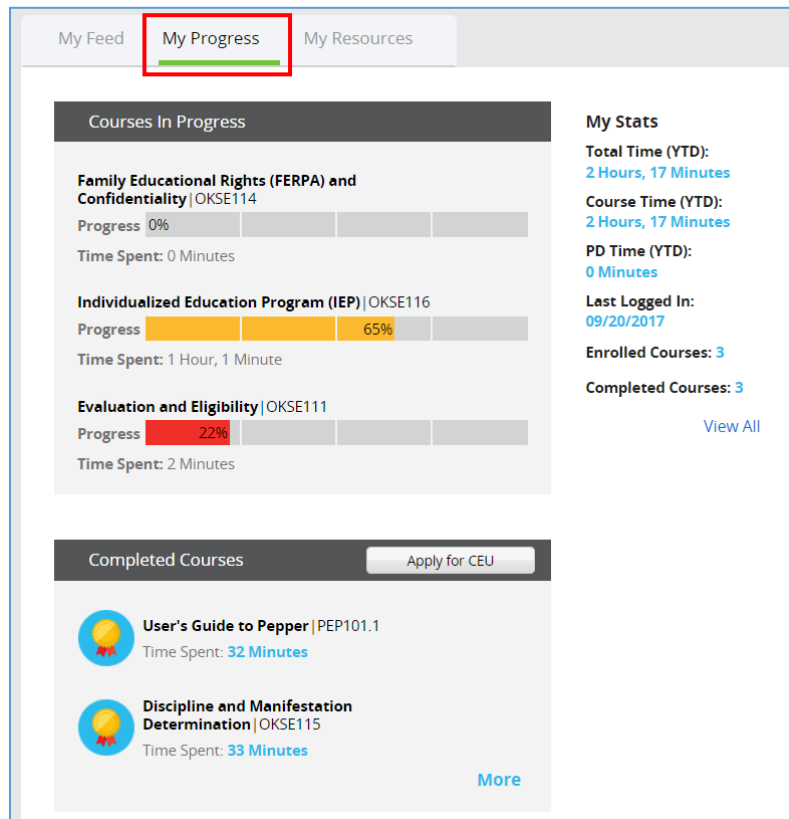 My Feed My Progress My Resources
Courses In Progress
Family Educational Rights (FERPA) and
Confidentiality|OKSE114
Progress 0%
Time Spent: 0 Minutes
Individualized Education Program (IEP)|OKSE116
Progress 65%
Time Spent: 1 Hour, 1 Minute
Evaluation and Eligibility|OKSE111
Progress 22%
Time Spent: 2 Minutes
My Stats
Total Time (YTD):
2 Hours, 17 Minutes
Course Time (YTD):
2 Hours, 17 Minutes
PD Time (YTD):
0 Minutes
Last Logged In:
09/20/2017
Enrolled Courses: 3
Completed Courses: 3
View All
Completed Courses Apply for CEU
User's Guide to Pepper|PEP101.1
Time Spent: 32 Minutes
Discipline and Manifestation
Determination|OKSE115
Time Spent: 33 Minutes
More